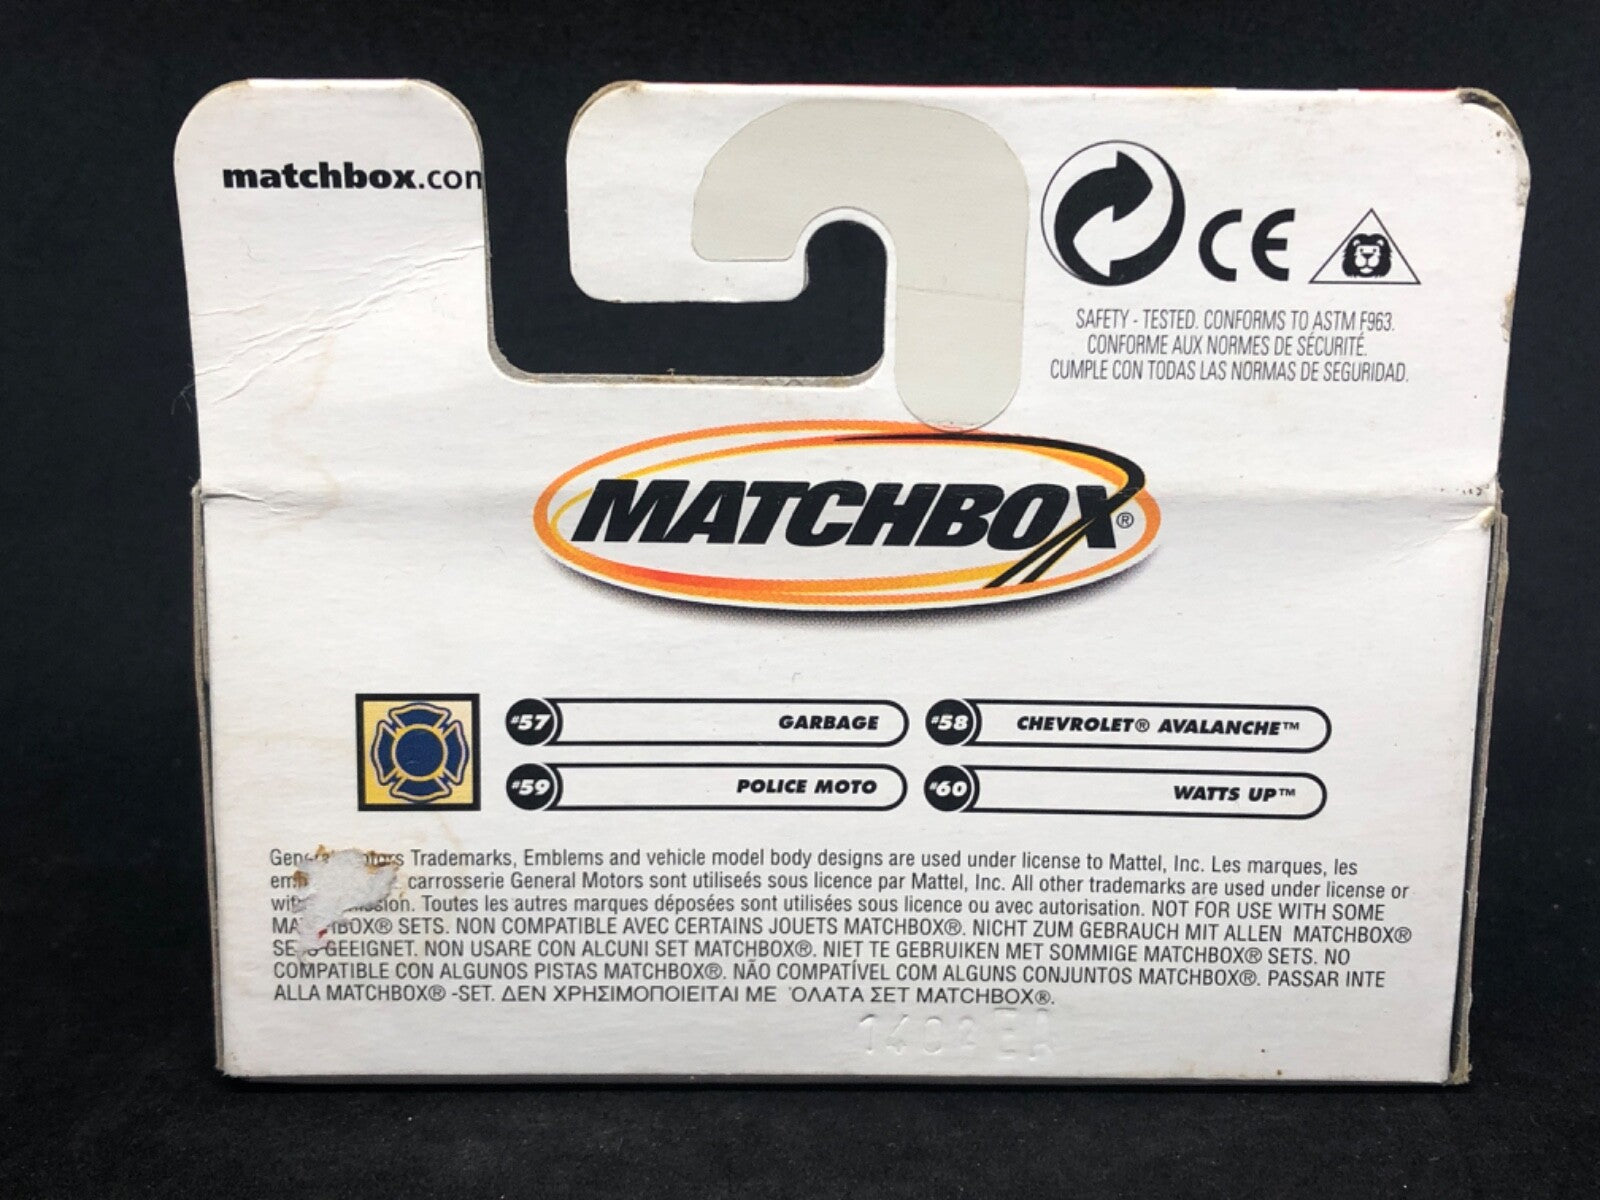 matchbox.com
CE
SAFETY - TESTED. CONFORMS TO ASTM F963.
CONFORME AUX NORMES DE SÉCURITÉ.
CUMPLE CON TODAS LAS NORMAS DE SEGURIDAD.
MATCHBOX®
#57 GARBAGE
#58 CHEVROLET® AVALANCHE™
#59 POLICE MOTO
#60 WATTS UP™
Trademarks, Emblems and vehicle model body designs are used under license to Mattel, Inc. Les marques, les
carrosserie General Motors sont utiliseés sous licence par Mattel, Inc. All other trademarks are used under license or
Toutes les autres marques déposées sont utilisées sous licence ou avec autorisation. NOT FOR USE WITH SOME
SETS. NON COMPATIBLE AVEC CERTAINS JOUETS MATCHBOX®. NICHT ZUM GEBRAUCH MIT ALLEN MATCHBOX®
GEEIGNET. NON USARE CON ALCUNI SET MATCHBOX®. NIET TE GEBRUIKEN MET SOMMIGE MATCHBOX® SETS. NO
COMPATIBLE CON ALGUNOS PISTAS MATCHBOX®. NÃO COMPATÍVEL COM ALGUNS CONJUNTOS MATCHBOX®. PASSAR INTE
ALLA MATCHBOX® -SET. ΔΕΝ ΧΡΗΣΙΜΟΠΟΙΕΙΤΑΙ ΜΕ ΌΛΑΤΑ ΣΕΤ MATCHBOX®.